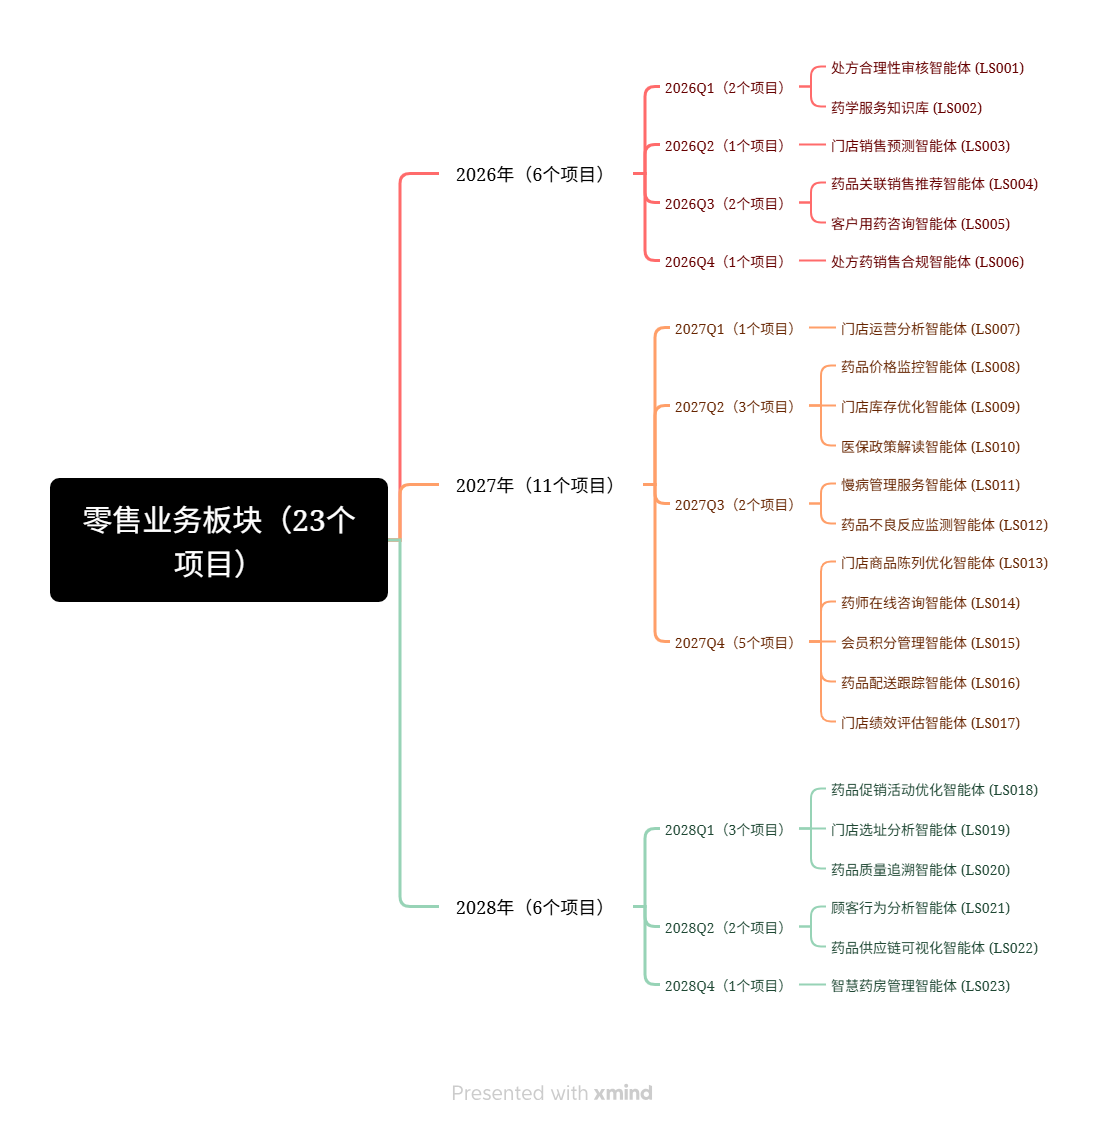 零售业务板块（23个
项目）
2026年（6个项目）
2026Q1（2个项目）
处方合理性审核智能体 (LS001)
药学服务知识库 (LS002)
2026Q2（1个项目）
门店销售预测智能体 (LS003)
2026Q3（2个项目）
药品关联销售推荐智能体 (LS004)
客户用药咨询智能体 (LS005)
2026Q4（1个项目）
处方药销售合规智能体 (LS006)
2027年（11个项目）
2027Q1（1个项目）
门店运营分析智能体 (LS007)
2027Q2（3个项目）
药品价格监控智能体 (LS008)
门店库存优化智能体 (LS009)
医保政策解读智能体 (LS010)
2027Q3（2个项目）
慢病管理服务智能体 (LS011)
药品不良反应监测智能体 (LS012)
2027Q4（5个项目）
门店商品陈列优化智能体 (LS013)
药师在线咨询智能体 (LS014)
会员积分管理智能体 (LS015)
药品配送跟踪智能体 (LS016)
门店绩效评估智能体 (LS017)
2028年（6个项目）
2028Q1（3个项目）
药品促销活动优化智能体 (LS018)
门店选址分析智能体 (LS019)
药品质量追溯智能体 (LS020)
2028Q2（2个项目）
顾客行为分析智能体 (LS021)
药品供应链可视化智能体 (LS022)
2028Q4（1个项目）
智慧药房管理智能体 (LS023)
Presented with xmind